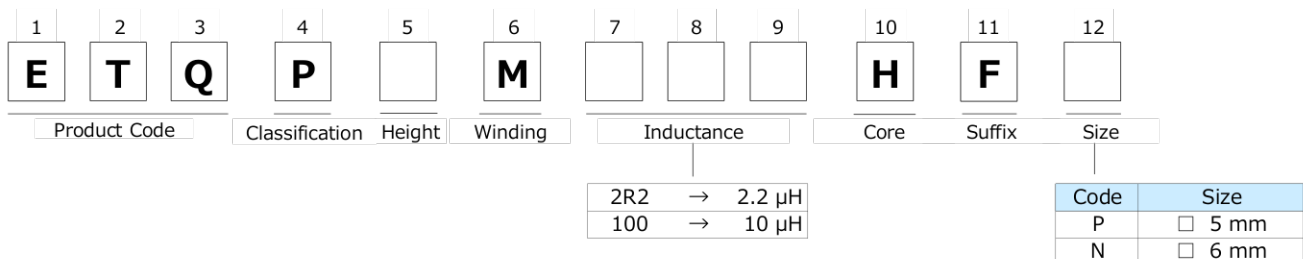 1 2 3 4 5 6 7 8 9 10 11 12
E T Q P M H F
Product Code Classification Height Winding Inductance Core Suffix Size
2R2 → 2.2 µH
100 → 10 µH
Code Size
P □ 5 mm
N □ 6 mm